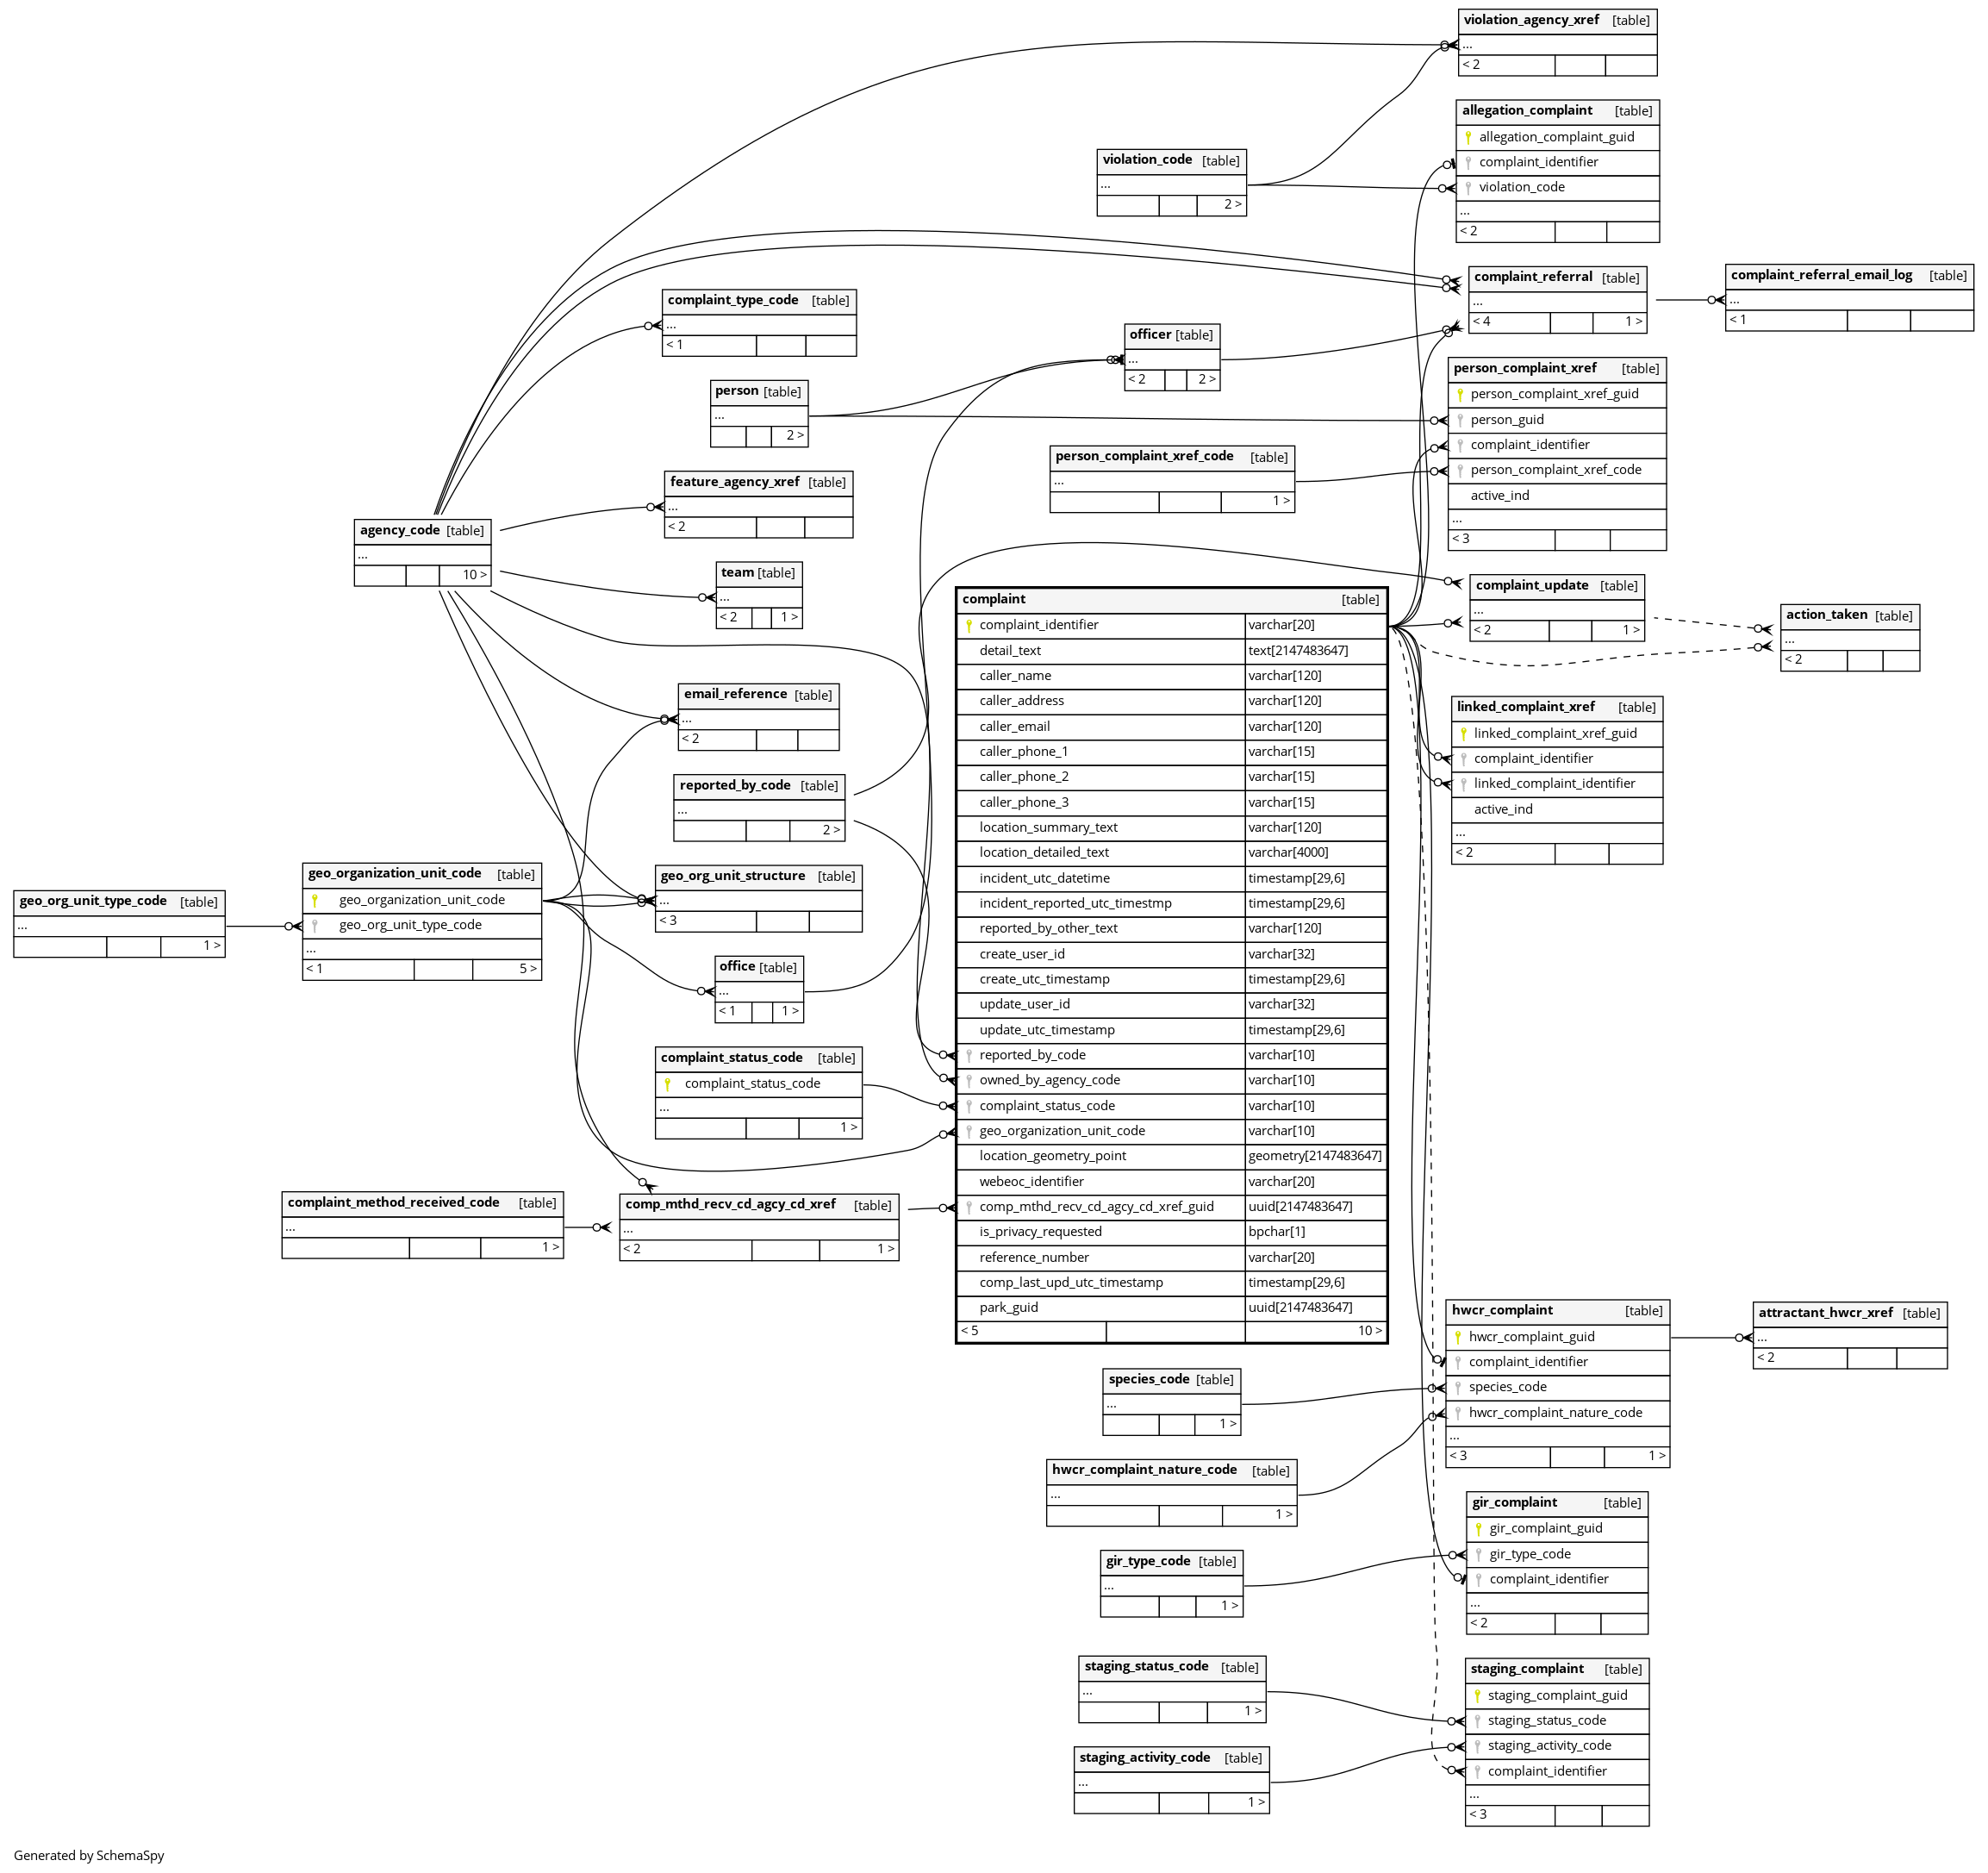 violation_agency_xref [table]
...
< 2
allegation_complaint [table]
allegation_complaint_guid
complaint_identifier
violation_code
...
< 2
violation_code [table]
...
2 >
complaint_referral [table]
...
< 4 1 >
complaint_referral_email_log [table]
...
< 1
complaint_type_code [table]
...
< 1
officer [table]
...
< 2 2 >
person [table]
...
2 >
person_complaint_xref [table]
person_complaint_xref_guid
person_guid
complaint_identifier
person_complaint_xref_code
active_ind
...
< 3
person_complaint_xref_code [table]
...
1 >
feature_agency_xref [table]
...
< 2
agency_code [table]
...
10 >
team [table]
...
< 2 1 >
complaint_update [table]
...
< 2 1 >
action_taken [table]
...
< 2
complaint [table]
complaint_identifier varchar[20]
detail_text text[2147483647]
caller_name varchar[120]
caller_address varchar[120]
caller_email varchar[120]
caller_phone_1 varchar[15]
caller_phone_2 varchar[15]
caller_phone_3 varchar[15]
location_summary_text varchar[120]
location_detailed_text varchar[4000]
incident_utc_datetime timestamp[29,6]
incident_reported_utc_timestmp timestamp[29,6]
reported_by_other_text varchar[120]
create_user_id varchar[32]
create_utc_timestamp timestamp[29,6]
update_user_id varchar[32]
update_utc_timestamp timestamp[29,6]
reported_by_code varchar[10]
owned_by_agency_code varchar[10]
complaint_status_code varchar[10]
geo_organization_unit_code varchar[10]
location_geometry_point geometry[2147483647]
webeoc_identifier varchar[20]
comp_mthd_recv_cd_agcy_cd_xref_guid uuid[2147483647]
is_privacy_requested bpchar[1]
reference_number varchar[20]
comp_last_upd_utc_timestamp timestamp[29,6]
park_guid uuid[2147483647]
< 5 10 >
email_reference [table]
...
< 2
linked_complaint_xref [table]
linked_complaint_xref_guid
complaint_identifier
linked_complaint_identifier
active_ind
...
< 2
reported_by_code [table]
...
2 >
geo_org_unit_type_code [table]
...
1 >
geo_organization_unit_code [table]
geo_organization_unit_code
geo_org_unit_type_code
...
< 1 5 >
geo_org_unit_structure [table]
...
< 3
office [table]
...
< 1 1 >
complaint_status_code [table]
complaint_status_code
...
1 >
complaint_method_received_code [table]
...
1 >
comp_mthd_recv_cd_agcy_cd_xref [table]
...
< 2 1 >
hwcr_complaint [table]
hwcr_complaint_guid
complaint_identifier
species_code
hwcr_complaint_nature_code
...
< 3 1 >
attractant_hwcr_xref [table]
...
< 2
species_code [table]
...
1 >
hwcr_complaint_nature_code [table]
...
1 >
gir_complaint [table]
gir_complaint_guid
gir_type_code
complaint_identifier
...
< 2
gir_type_code [table]
...
1 >
staging_status_code [table]
...
1 >
staging_complaint [table]
staging_complaint_guid
staging_status_code
staging_activity_code
complaint_identifier
...
< 3
staging_activity_code [table]
...
1 >
Generated by SchemaSpy